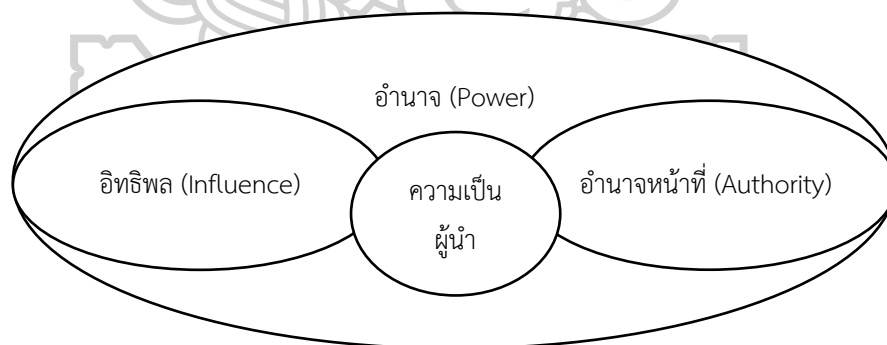 อำนาจ (Power)
อิทธิพล (Influence)
ความเป็น
ผู้นำ
อำนาจหน้าที่ (Authority)